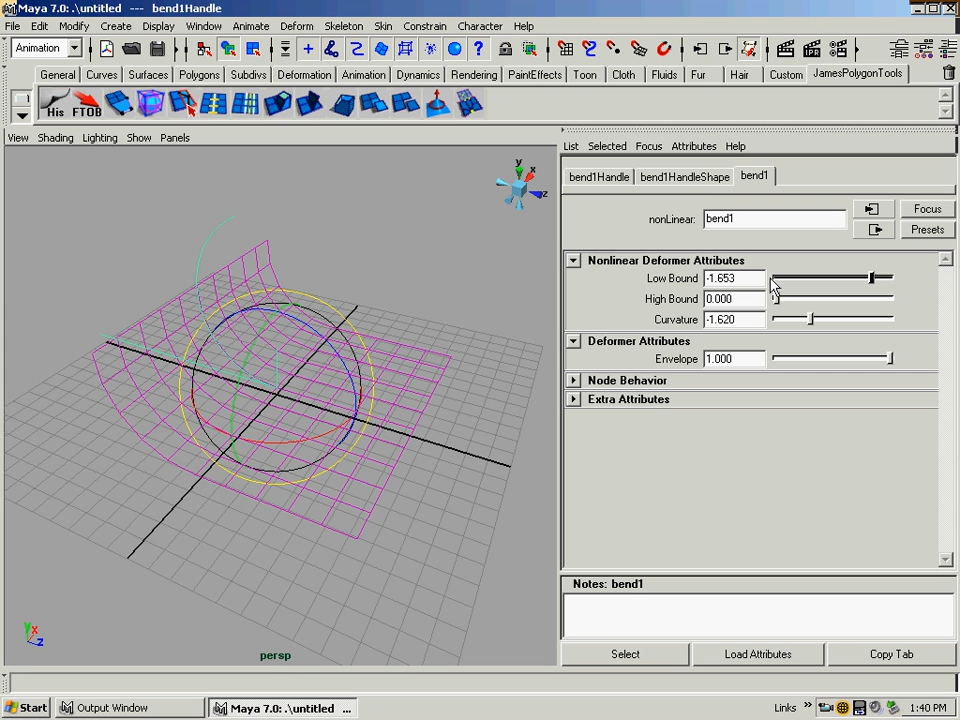 Maya 7.0: .\untitled --- bend1Handle
File Edit Modify Create Display Window Animate Deform Skeleton Skin Constrain Character Help
Animation
General Curves Surfaces Polygons Subdivs Deformation Animation Dynamics Rendering PaintEffects Toon Cloth Fluids Fur Hair Custom JamesPolygonTools
His FTOB
View Shading Lighting Show Panels
List Selected Focus Attributes Help
bend1Handle bend1HandleShape bend1
nonLinear: bend1
Focus
Presets
Nonlinear Deformer Attributes
Low Bound -1.653
High Bound 0.000
Curvature -1.620
Deformer Attributes
Envelope 1.000
Node Behavior
Extra Attributes
y
x
z
y
x
z
persp
Notes: bend1
Select Load Attributes Copy Tab
Start Output Window Maya 7.0: .\untitled ... Links » 1:40 PM